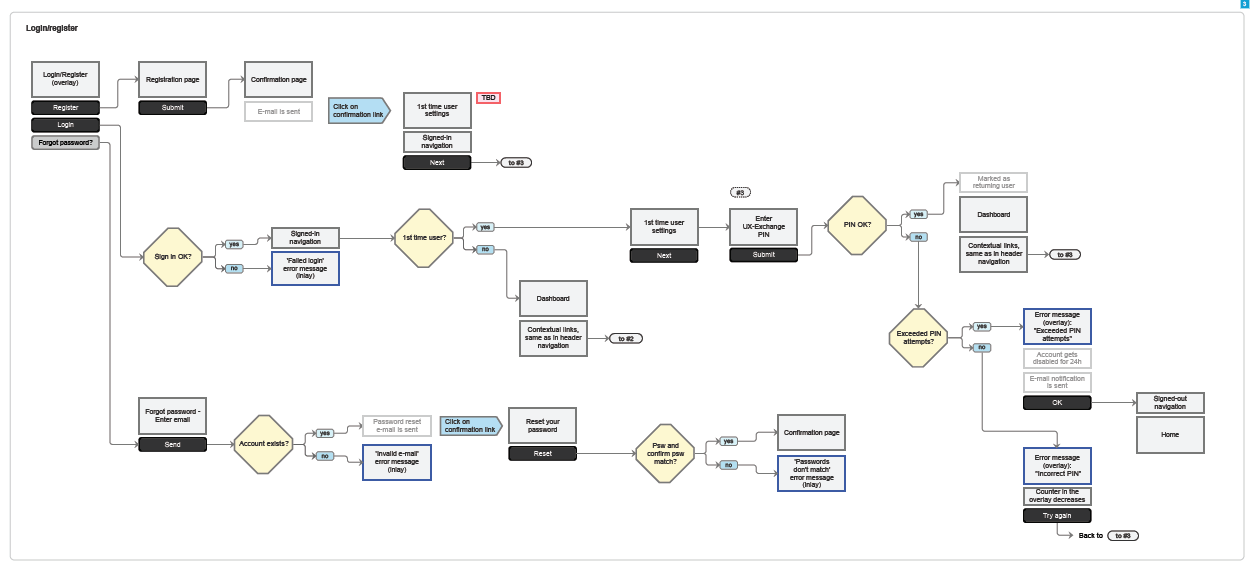 3
Login/register
Login/Register
(overlay)
Register
Login
Forgot password?
Registration page
Submit
Confirmation page
E-mail is sent
Click on
confirmation link
1st time user
settings
TBD
Signed-in
navigation
Next
to #3
Sign in OK?
yes
no
Signed-in
navigation
'Failed login'
error message
(inlay)
1st time user?
yes
no
Dashboard
Contextual links,
same as in header
navigation
to #2
1st time user
settings
Next
#3
Enter
UX-Exchange
PIN
Submit
PIN OK?
yes
no
Marked as
returning user
Dashboard
Contextual links,
same as in header
navigation
to #3
Exceeded PIN
attempts?
yes
no
Error message
(overlay):
"Exceeded PIN
attempts"
Account gets
disabled for 24h
E-mail notification
is sent
OK
Signed-out
navigation
Home
Error message
(overlay):
"Incorrect PIN"
Counter in the
overlay decreases
Try again
Back to
to #3
Forgot password -
Enter email
Send
Account exists?
yes
no
Password reset
e-mail is sent
'Invalid e-mail'
error message
(inlay)
Click on
confirmation link
Reset your
password
Reset
Psw and
confirm psw
match?
yes
no
Confirmation page
'Passwords
don't match'
error message
(inlay)